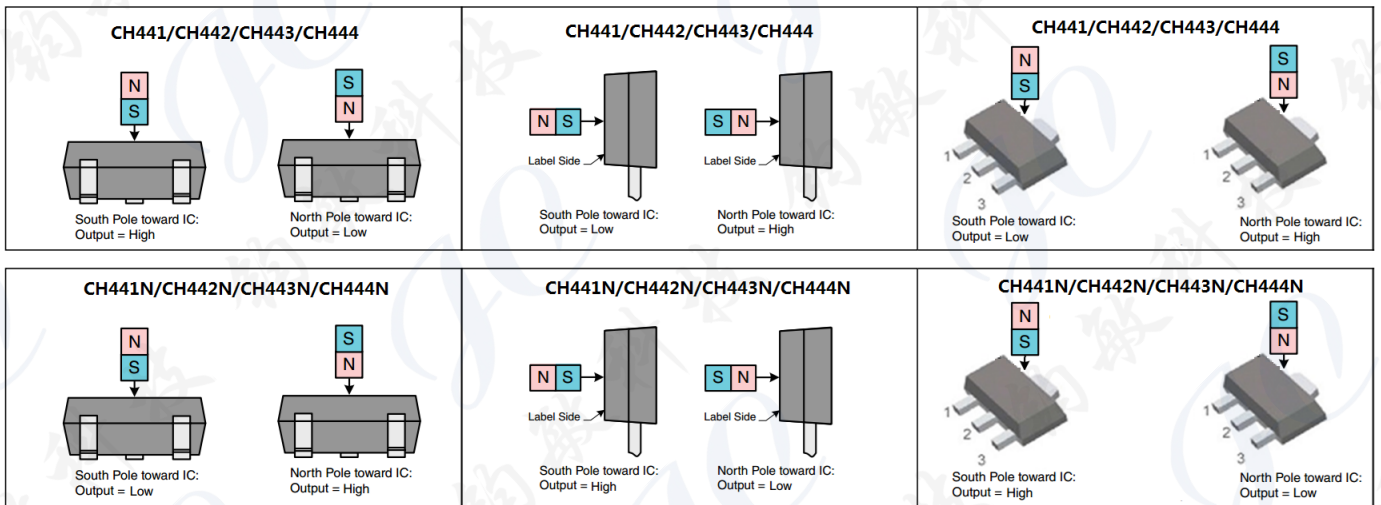 CH441/CH442/CH443/CH444
N
S
S
N
South Pole toward IC:
Output = High
North Pole toward IC:
Output = Low
CH441/CH442/CH443/CH444
N S
Label Side
S N
Label Side
South Pole toward IC:
Output = Low
North Pole toward IC:
Output = High
CH441/CH442/CH443/CH444
N
S
S
N
1
2
3
1
2
3
South Pole toward IC:
Output = Low
North Pole toward IC:
Output = High
CH441N/CH442N/CH443N/CH444N
N
S
S
N
South Pole toward IC:
Output = Low
North Pole toward IC:
Output = High
CH441N/CH442N/CH443N/CH444N
N S
Label Side
S N
Label Side
South Pole toward IC:
Output = High
North Pole toward IC:
Output = Low
CH441N/CH442N/CH443N/CH444N
N
S
S
N
1
2
3
1
2
3
South Pole toward IC:
Output = High
North Pole toward IC:
Output = Low